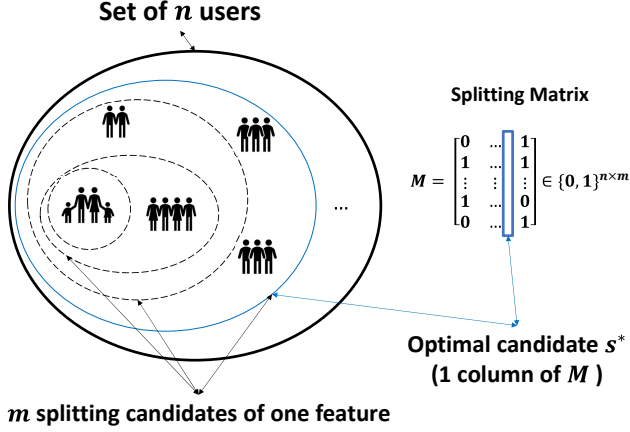 Set of n users
Splitting Matrix
M = [0 ... 1
1 ... 1
⋮ ⋮ ⋮
1 ... 0
0 ... 1] ∈ {0, 1}^{n×m}
...
Optimal candidate s*
(1 column of M )
m splitting candidates of one feature